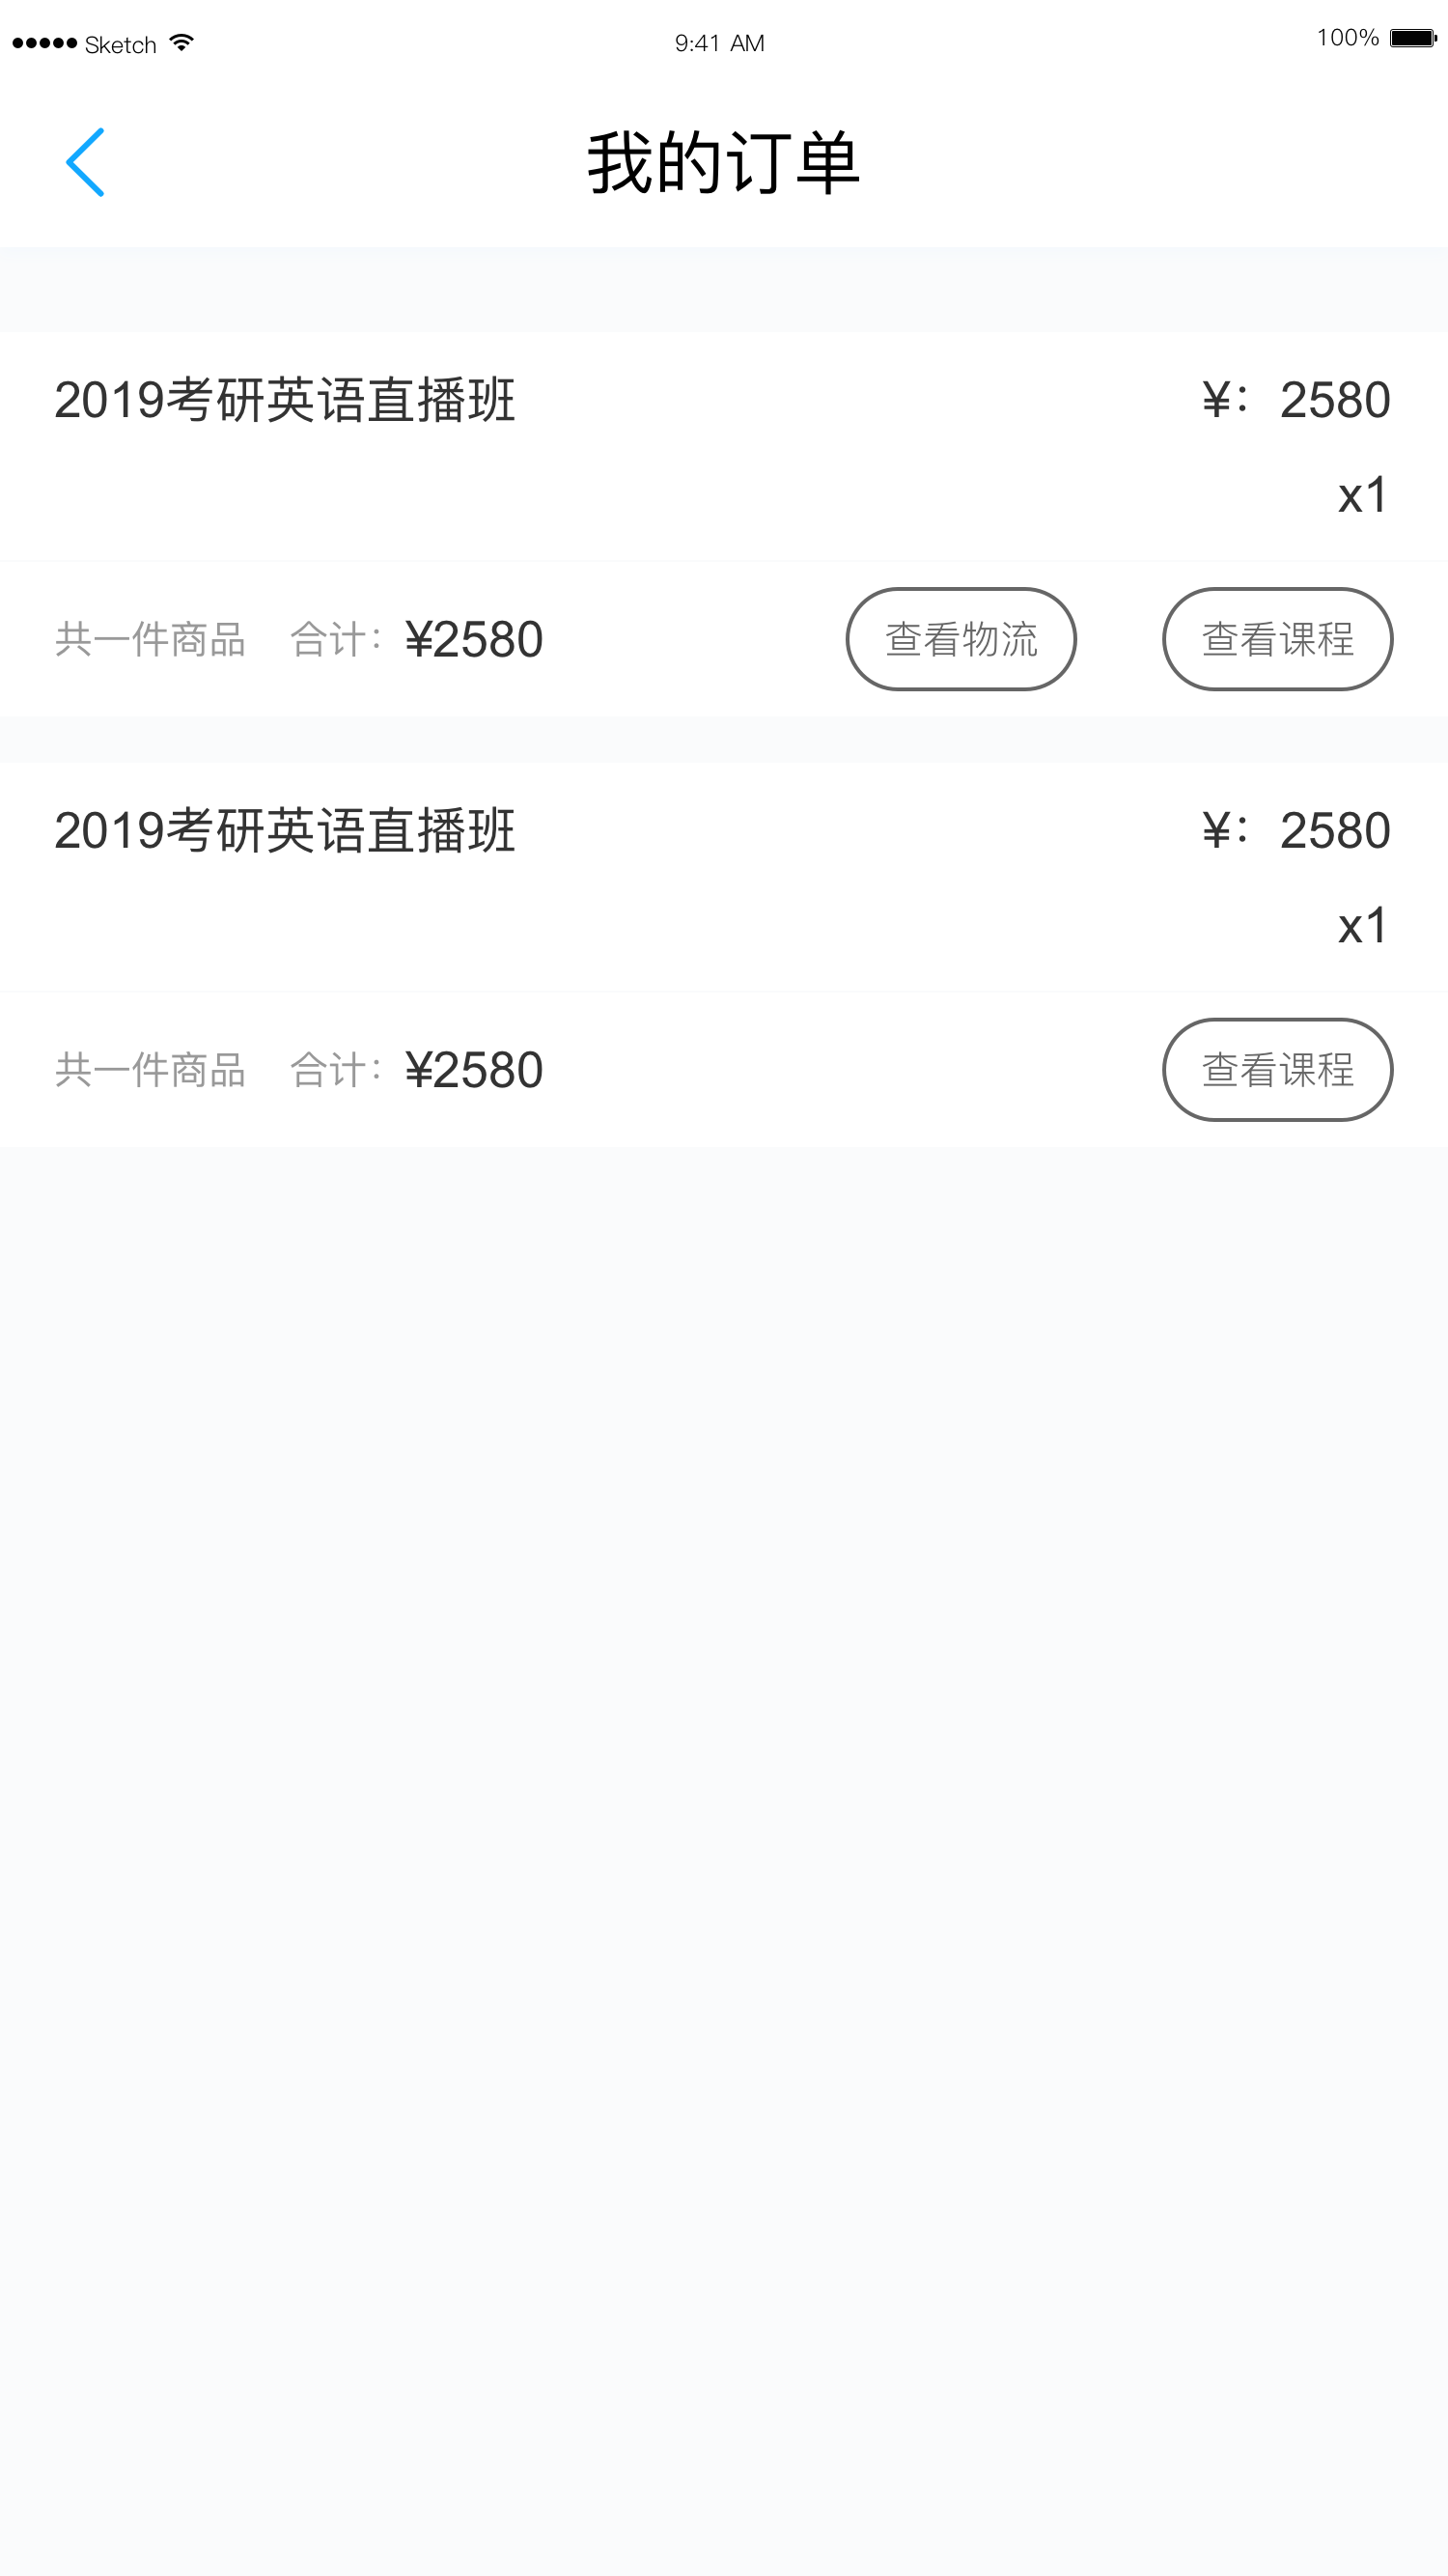 Sketch 9:41 AM 100%
我的订单
2019考研英语直播班 ¥：2580
x1
共一件商品 合计：¥2580 查看物流 查看课程
2019考研英语直播班 ¥：2580
x1
共一件商品 合计：¥2580 查看课程